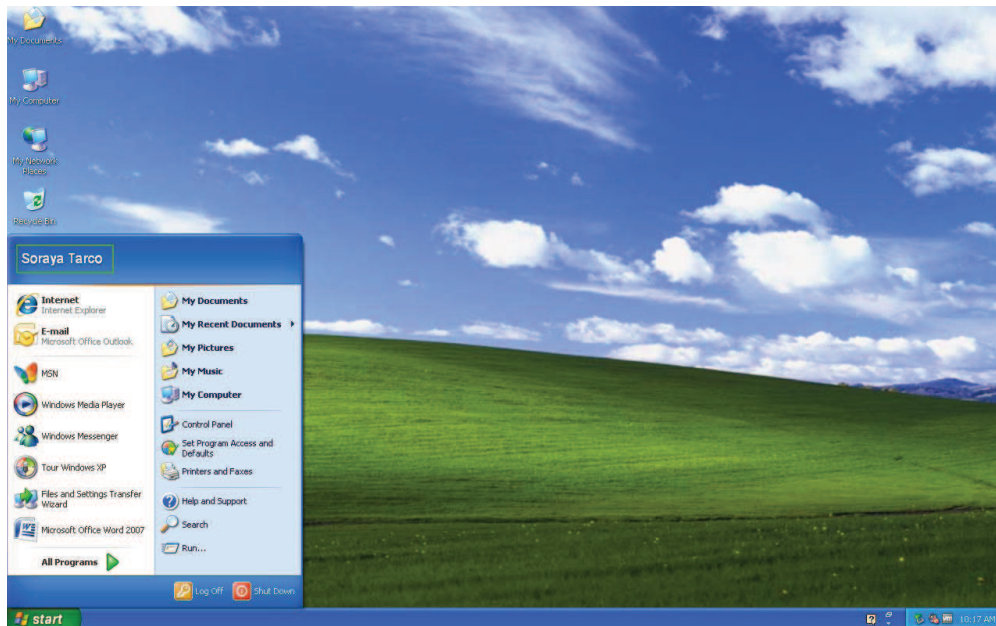 My Documents
My Computer
My Network
Places
Recycle Bin
Soraya Tarco
Internet
Internet Explorer
E-mail
Microsoft Office Outlook
MSN
Windows Media Player
Windows Messenger
Tour Windows XP
Files and Settings Transfer
Wizard
Microsoft Office Word 2007
All Programs
My Documents
My Recent Documents
My Pictures
My Music
My Computer
Control Panel
Set Program Access and
Defaults
Printers and Faxes
Help and Support
Search
Run...
Log Off
Shut Down
start
10:17 AM